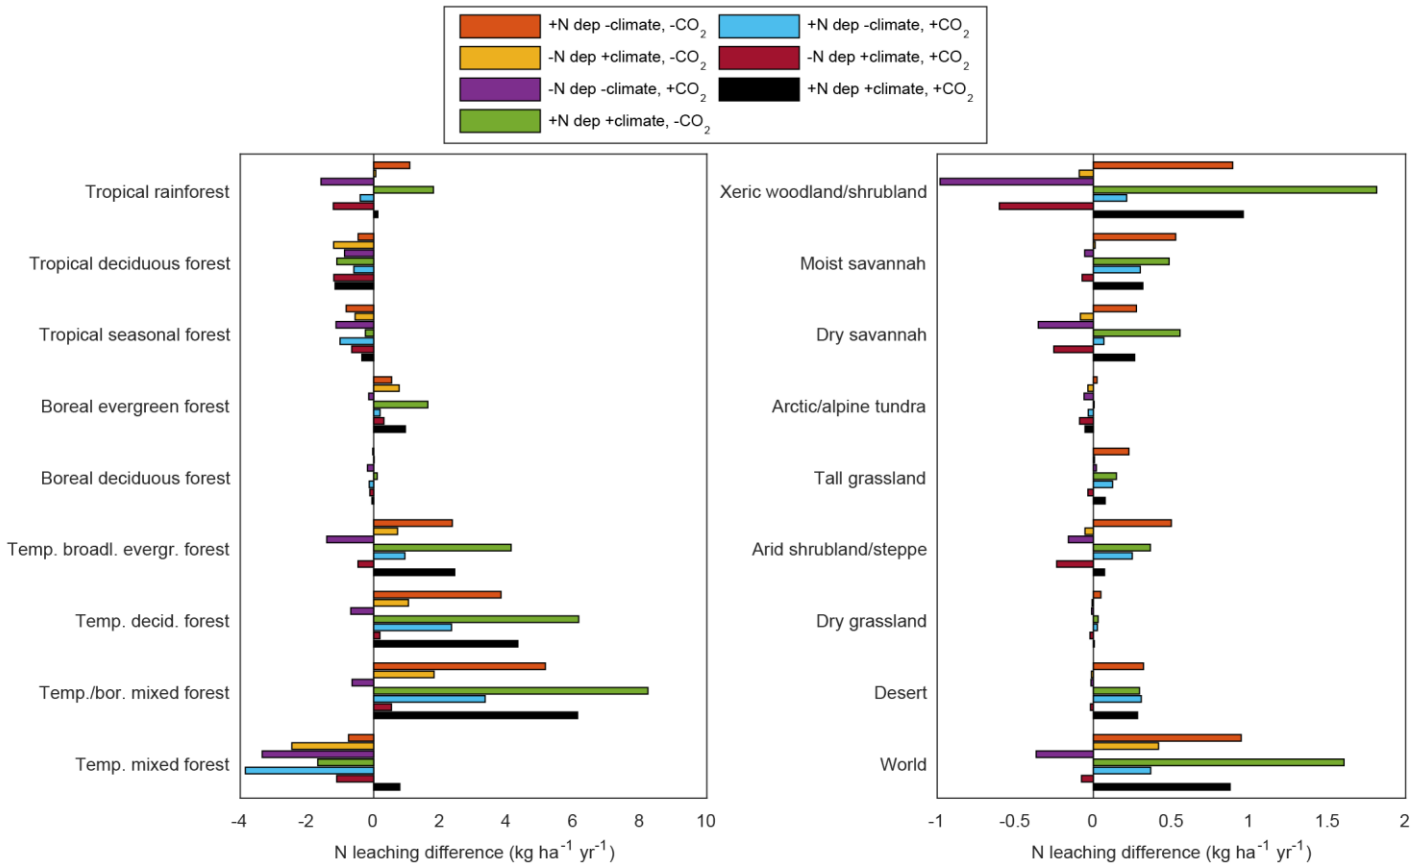 +N dep -climate, -CO2
+N dep -climate, +CO2
-N dep +climate, -CO2
-N dep +climate, +CO2
-N dep -climate, +CO2
+N dep +climate, +CO2
+N dep +climate, -CO2
Tropical rainforest
Tropical deciduous forest
Tropical seasonal forest
Boreal evergreen forest
Boreal deciduous forest
Temp. broadl. evergr. forest
Temp. decid. forest
Temp./bor. mixed forest
Temp. mixed forest
-4 -2 0 2 4 6 8 10
N leaching difference (kg ha-1 yr-1)
Xeric woodland/shrubland
Moist savannah
Dry savannah
Arctic/alpine tundra
Tall grassland
Arid shrubland/steppe
Dry grassland
Desert
World
-1 -0.5 0 0.5 1 1.5 2
N leaching difference (kg ha-1 yr-1)